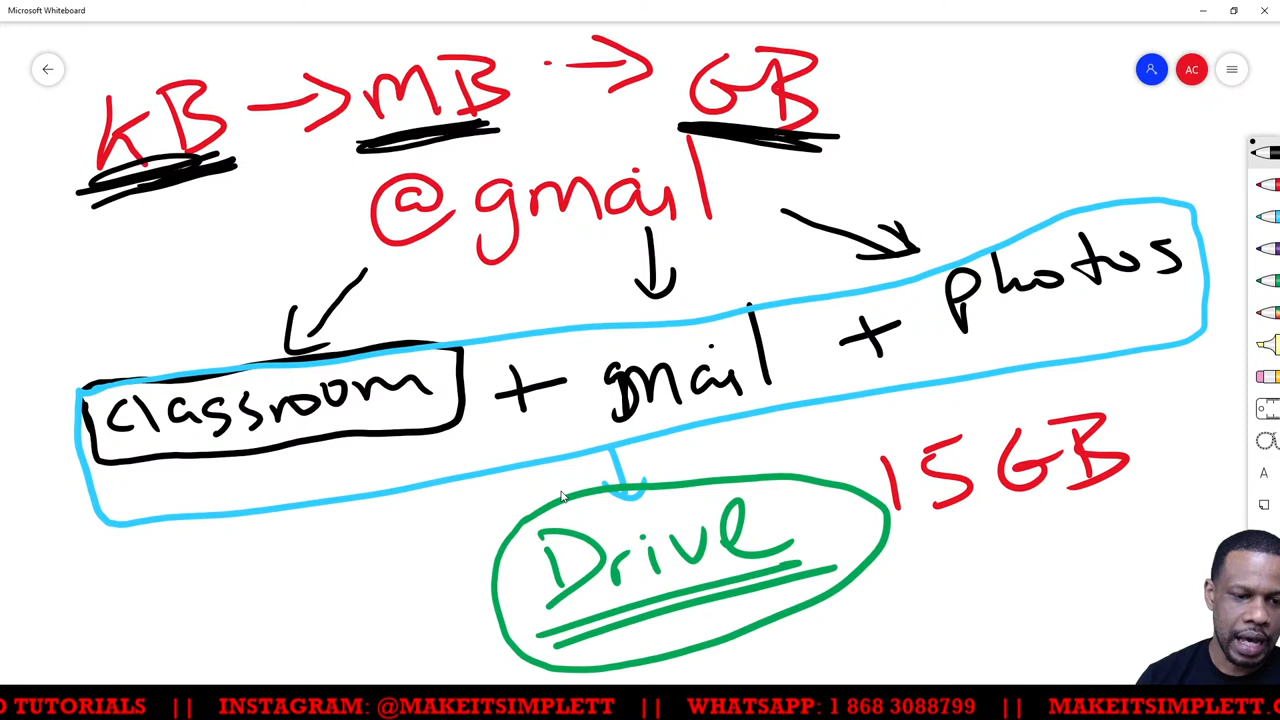 Microsoft Whiteboard
KB → MB → GB
AC
@gmail
photos
classroom + gmail +
15 GB
Drive
A
D TUTORIALS || INSTAGRAM: @MAKEITSIMPLETT || WHATSAPP: 1 868 3088799 || MAKEITSIMPLETT.C